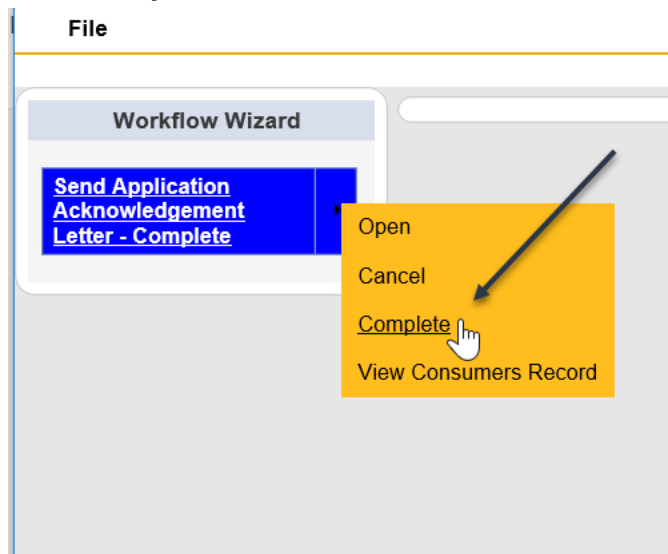 File
Workflow Wizard
Send Application
Acknowledgement
Letter - Complete
Open
Cancel
Complete
View Consumers Record